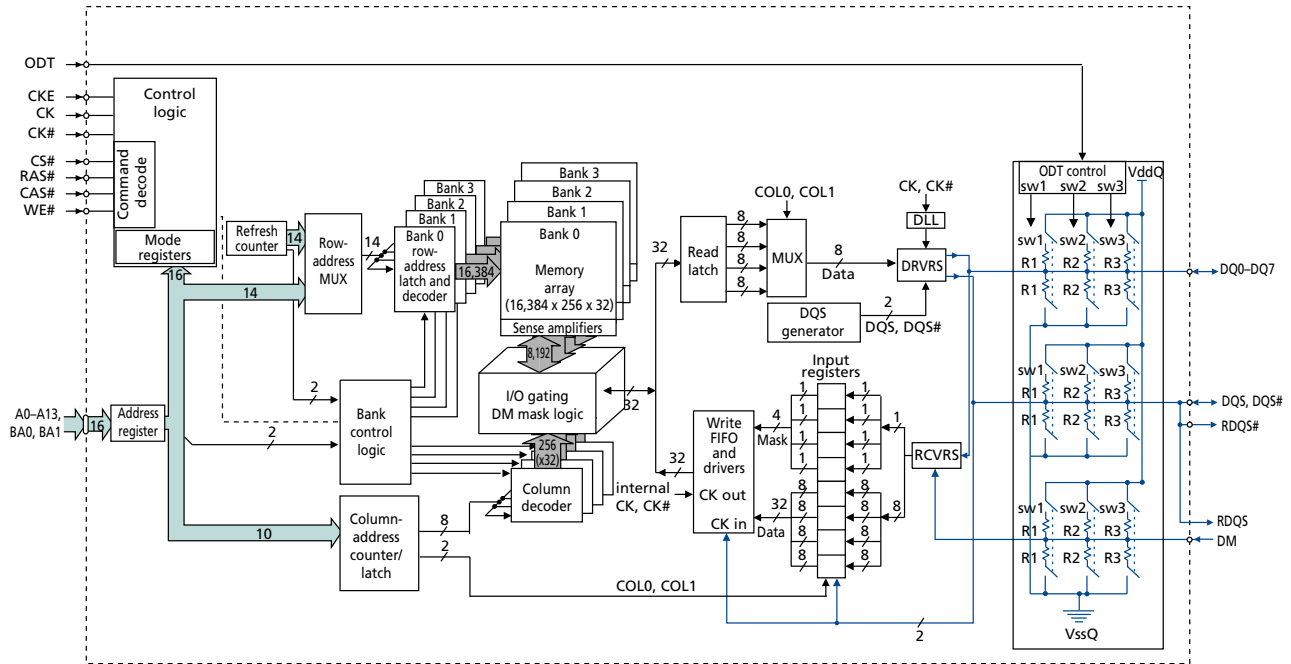 ODT
CKE
CK
CK#
CS#
RAS#
CAS#
WE#
Control
logic
Command
decode
Mode
registers
16
14
Refresh
counter
14
Row-
address
MUX
14
Bank 3
Bank 2
Bank 1
Bank 0
row-
address
latch and
decoder
16,384
Bank 3
Bank 2
Bank 1
Bank 0
Memory
array
(16,384 x 256 x 32)
Sense amplifiers
8,192
I/O gating
DM mask logic
32
32
Read
latch
8
8
8
8
COL0, COL1
MUX
8
Data
CK, CK#
DLL
DRVRS
DQS
generator
2
DQS, DQS#
ODT control
VddQ
sw1 sw2 sw3
sw1 sw2 sw3
R1 R2 R3
R1 R2 R3
DQ0–DQ7
sw1 sw2 sw3
R1 R2 R3
R1 R2 R3
DQS, DQS#
RDQS#
sw1 sw2 sw3
R1 R2 R3
R1 R2 R3
RDQS
DM
VssQ
A0–A13,
BA0, BA1
16
Address
register
2
2
Bank
control
logic
256
(x32)
Column
decoder
10
Column-
address
counter/
latch
8
2
COL0, COL1
internal
CK, CK#
32
Write
FIFO
and
drivers
CK out
CK in
4
Mask
32
Data
Input
registers
1
1
1
1
1
1
1
1
1
8
8
8
8
8
8
8
8
8
RCVRS
2